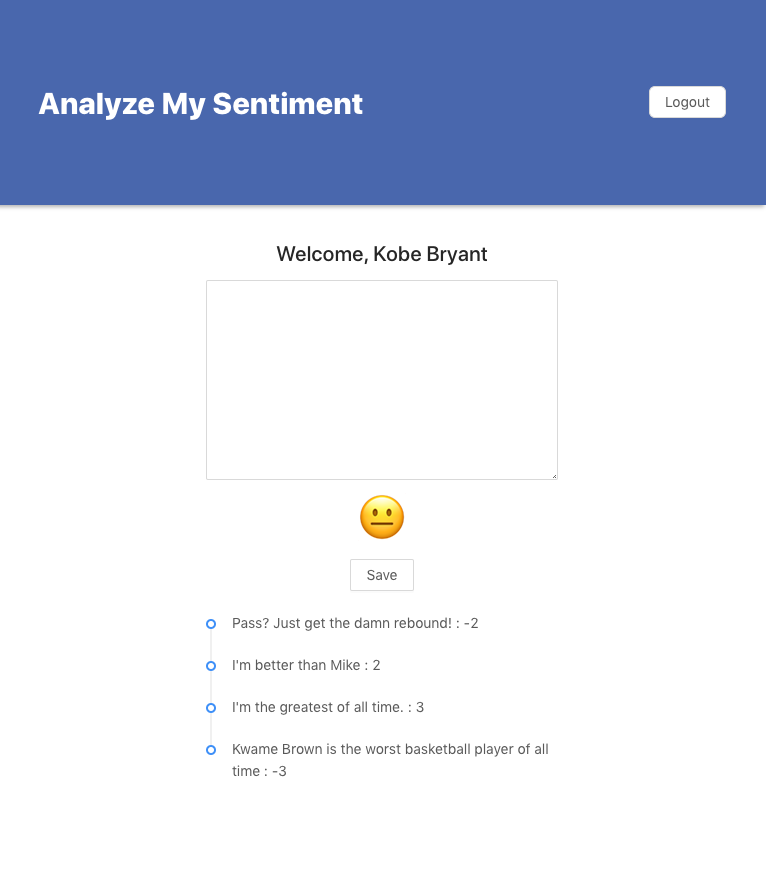 Analyze My Sentiment
Logout
Welcome, Kobe Bryant
Save
Pass? Just get the damn rebound! : -2
I'm better than Mike : 2
I'm the greatest of all time. : 3
Kwame Brown is the worst basketball player of all
time : -3